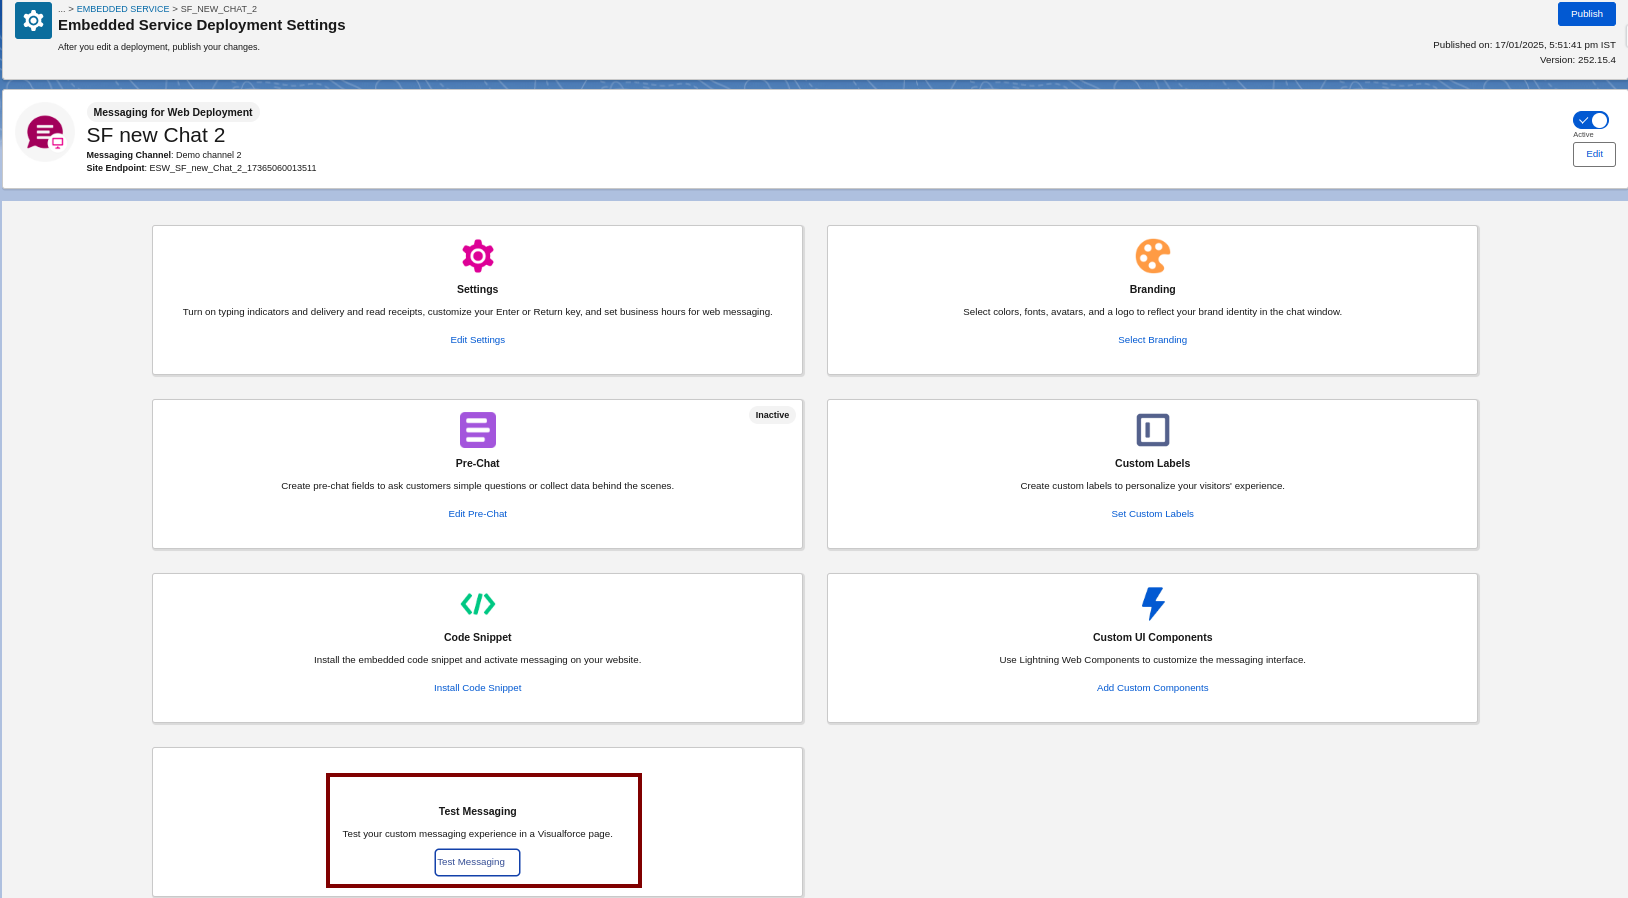 ... > EMBEDDED SERVICE > SF_NEW_CHAT_2
Embedded Service Deployment Settings
After you edit a deployment, publish your changes.
Publish
Published on: 17/01/2025, 5:51:41 pm IST
Version: 252.15.4
Messaging for Web Deployment
SF new Chat 2
Messaging Channel: Demo channel 2
Site Endpoint: ESW_SF_new_Chat_2_17365060013511
Active
Edit
Settings
Turn on typing indicators and delivery and read receipts, customize your Enter or Return key, and set business hours for web messaging.
Edit Settings
Branding
Select colors, fonts, avatars, and a logo to reflect your brand identity in the chat window.
Select Branding
Inactive
Pre-Chat
Create pre-chat fields to ask customers simple questions or collect data behind the scenes.
Edit Pre-Chat
Custom Labels
Create custom labels to personalize your visitors' experience.
Set Custom Labels
Code Snippet
Install the embedded code snippet and activate messaging on your website.
Install Code Snippet
Custom UI Components
Use Lightning Web Components to customize the messaging interface.
Add Custom Components
Test Messaging
Test your custom messaging experience in a Visualforce page.
Test Messaging